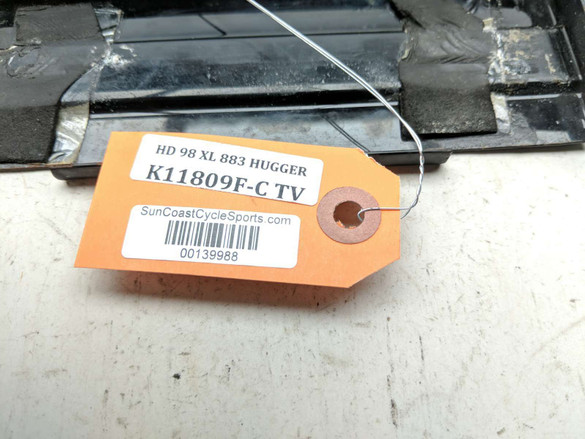 HD 98 XL 883 HUGGER
K11809F-C TV
SunCoastCycleSports.com
00139988